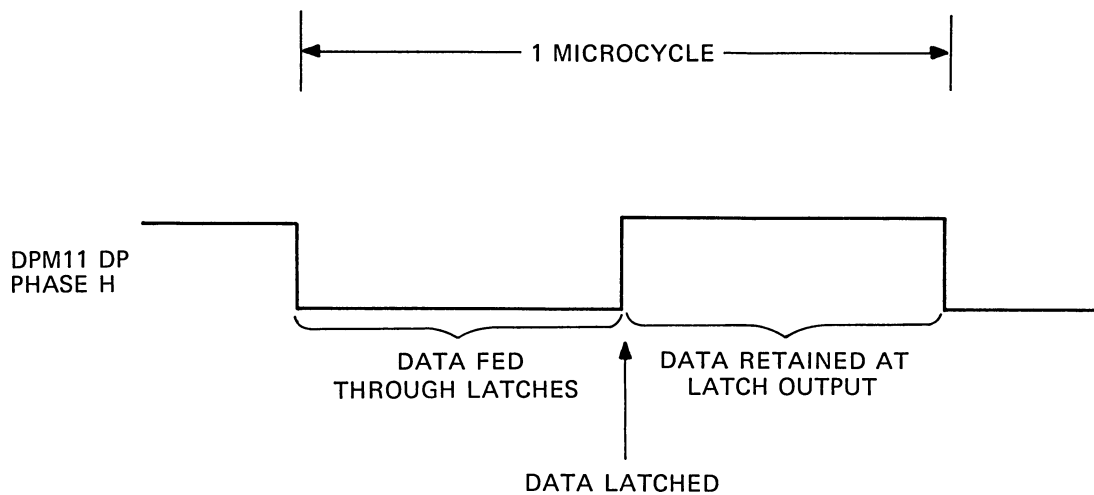 1 MICROCYCLE
DPM11 DP
PHASE H
DATA FED
THROUGH LATCHES
DATA RETAINED AT
LATCH OUTPUT
DATA LATCHED